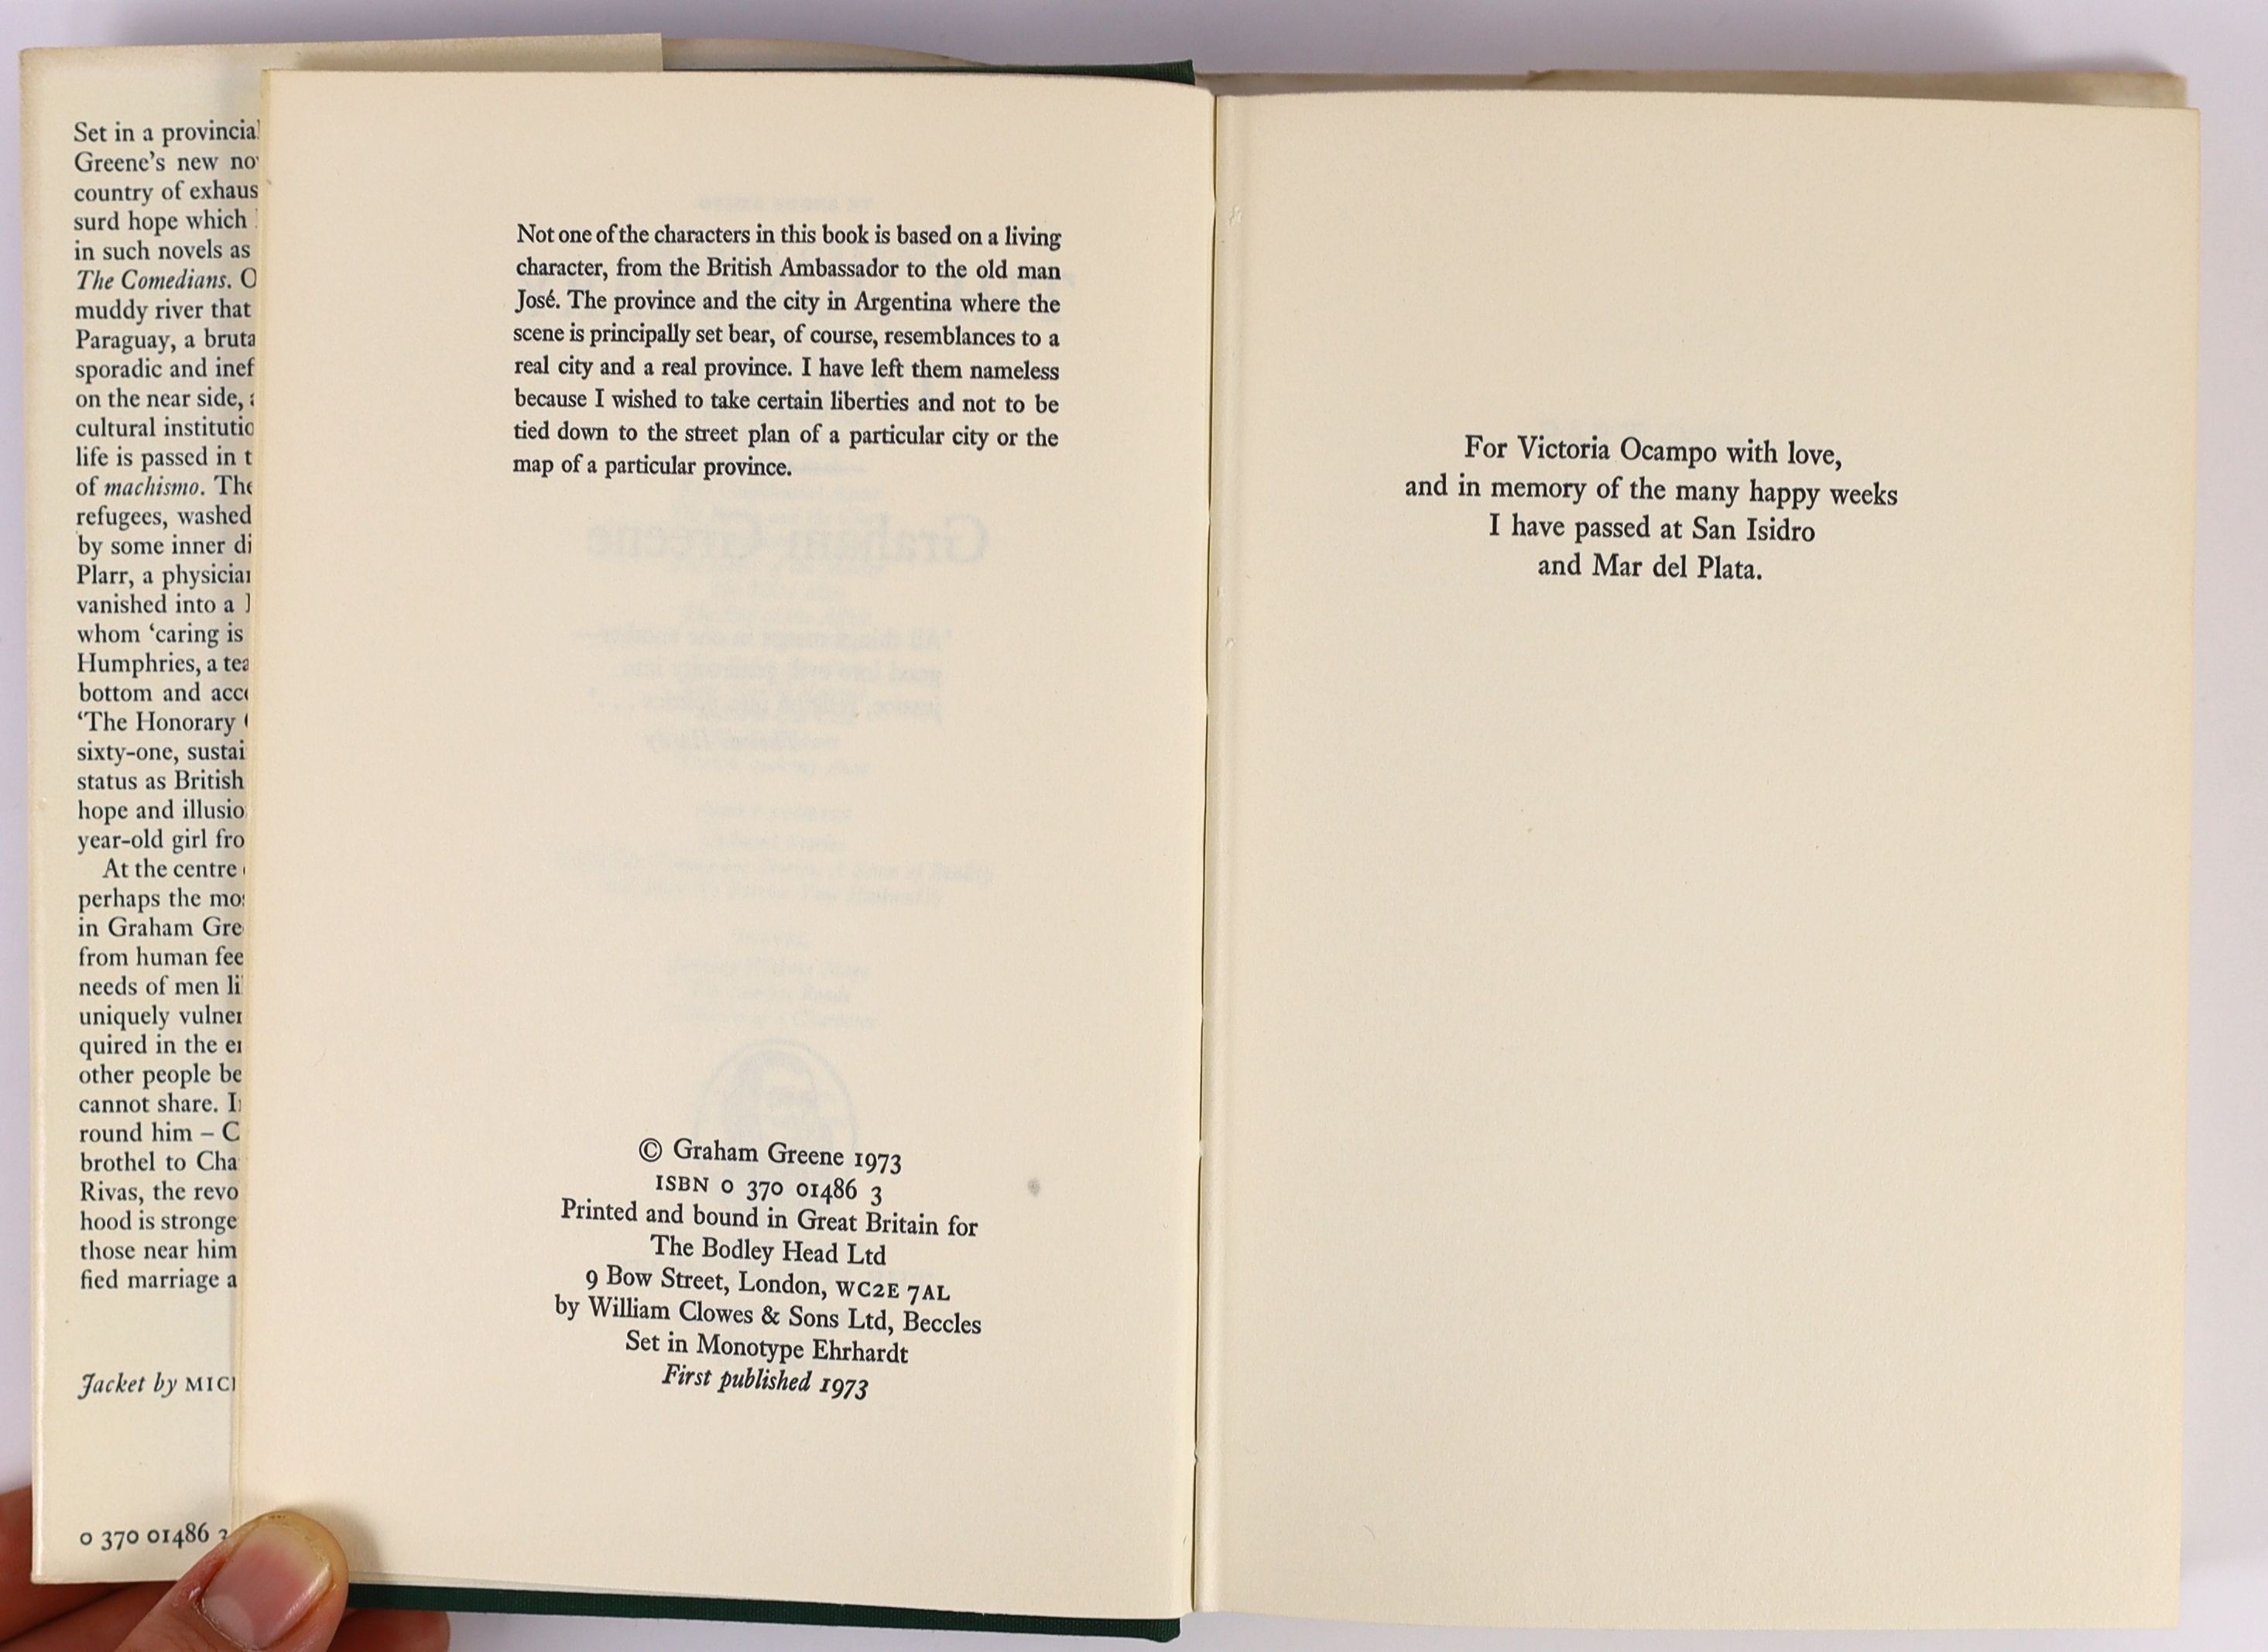 Set in a provincial
Greene's new
country of exhaus
surd hope which
in such novels as
The Comedians.
muddy river that
Paraguay, a bruta
sporadic and inef
on the near side,
cultural institutio
life is passed in t
of machismo. The
refugees, washed
by some inner di
Plarr, a physician
vanished into a
whom ‘caring is
Humphries, a tea
bottom and acc
‘The Honorary
sixty-one, sustai
status as British
hope and illusio
year-old girl fro
At the centre
perhaps the mos
in Graham Gre
from human fee
needs of men li
uniquely vulner
quired in the
other people be
cannot share.
round him – C
brothel to Cha
Rivas, the revo
hood is stronge
those near him
fied marriage a
Jacket by MIC
0 370 01486 3
Not one of the characters in this book is based on a living
character, from the British Ambassador to the old man
José. The province and the city in Argentina where the
scene is principally set bear, of course, resemblances to a
real city and a real province. I have left them nameless
because I wished to take certain liberties and not to be
tied down to the street plan of a particular city or the
map of a particular province.
© Graham Greene 1973
ISBN 0 370 01486 3
Printed and bound in Great Britain for
The Bodley Head Ltd
9 Bow Street, London, WC2E 7AL
by William Clowes & Sons Ltd, Beccles
Set in Monotype Ehrhardt
First published 1973
For Victoria Ocampo with love,
and in memory of the many happy weeks
I have passed at San Isidro
and Mar del Plata.